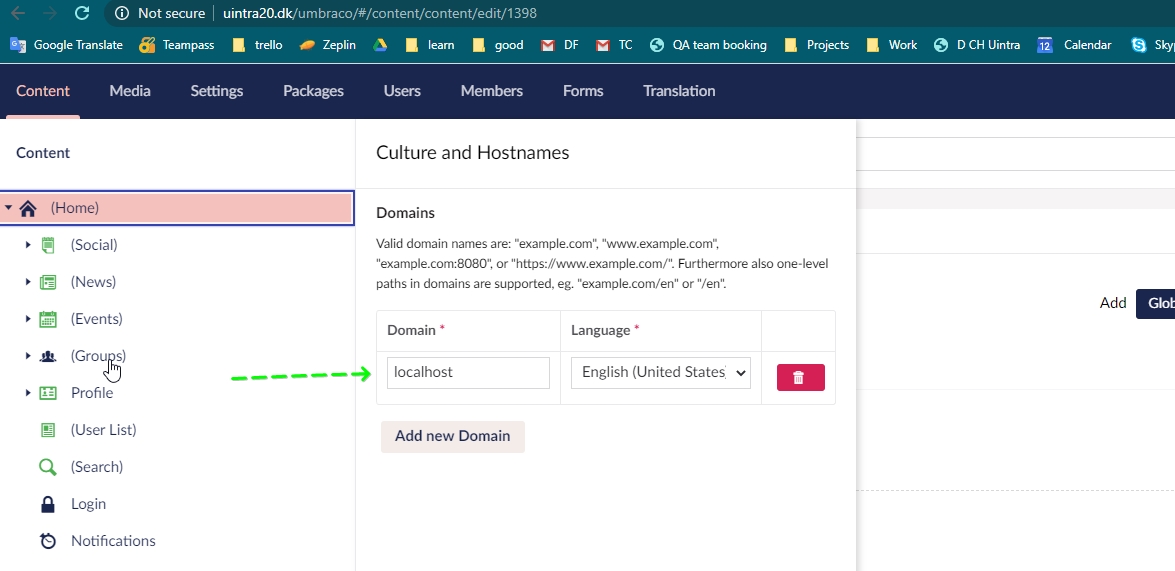 Not secure uintra20.dk/umbraco/#/content/content/edit/1398
Google Translate Teampass trello Zeplin learn good DF TC QA team booking Projects Work D CH Uintra 12 Calendar
Content Media Settings Packages Users Members Forms Translation
Content
(Home)
(Social)
(News)
(Events)
(Groups)
Profile
(User List)
(Search)
Login
Notifications
Culture and Hostnames
Domains
Valid domain names are: "example.com", "www.example.com",
"example.com:8080", or "https://www.example.com/". Furthermore also one-level
paths in domains are supported, eg. "example.com/en" or "/en".
Domain * Language *
localhost English (United States)
Add new Domain
Add